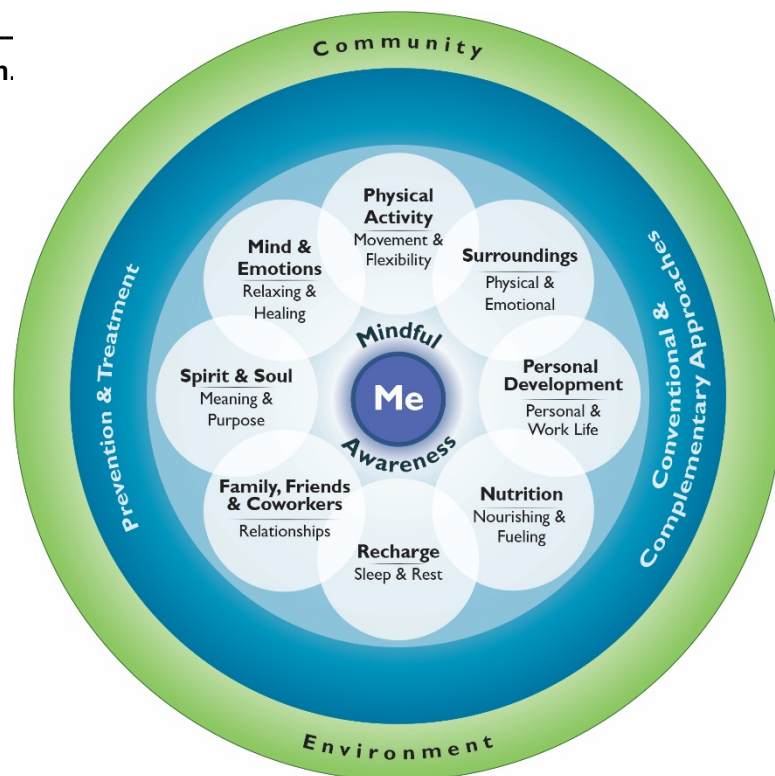 n.
Community
Prevention & Treatment
Conventional &
Complementary Approaches
Physical
Activity
Movement &
Flexibility
Surroundings
Physical &
Emotional
Personal
Development
Personal &
Work Life
Nutrition
Nourishing &
Fueling
Recharge
Sleep & Rest
Family, Friends
& Coworkers
Relationships
Spirit & Soul
Meaning &
Purpose
Mind &
Emotions
Relaxing &
Healing
Mindful
Me
Awareness
Environment